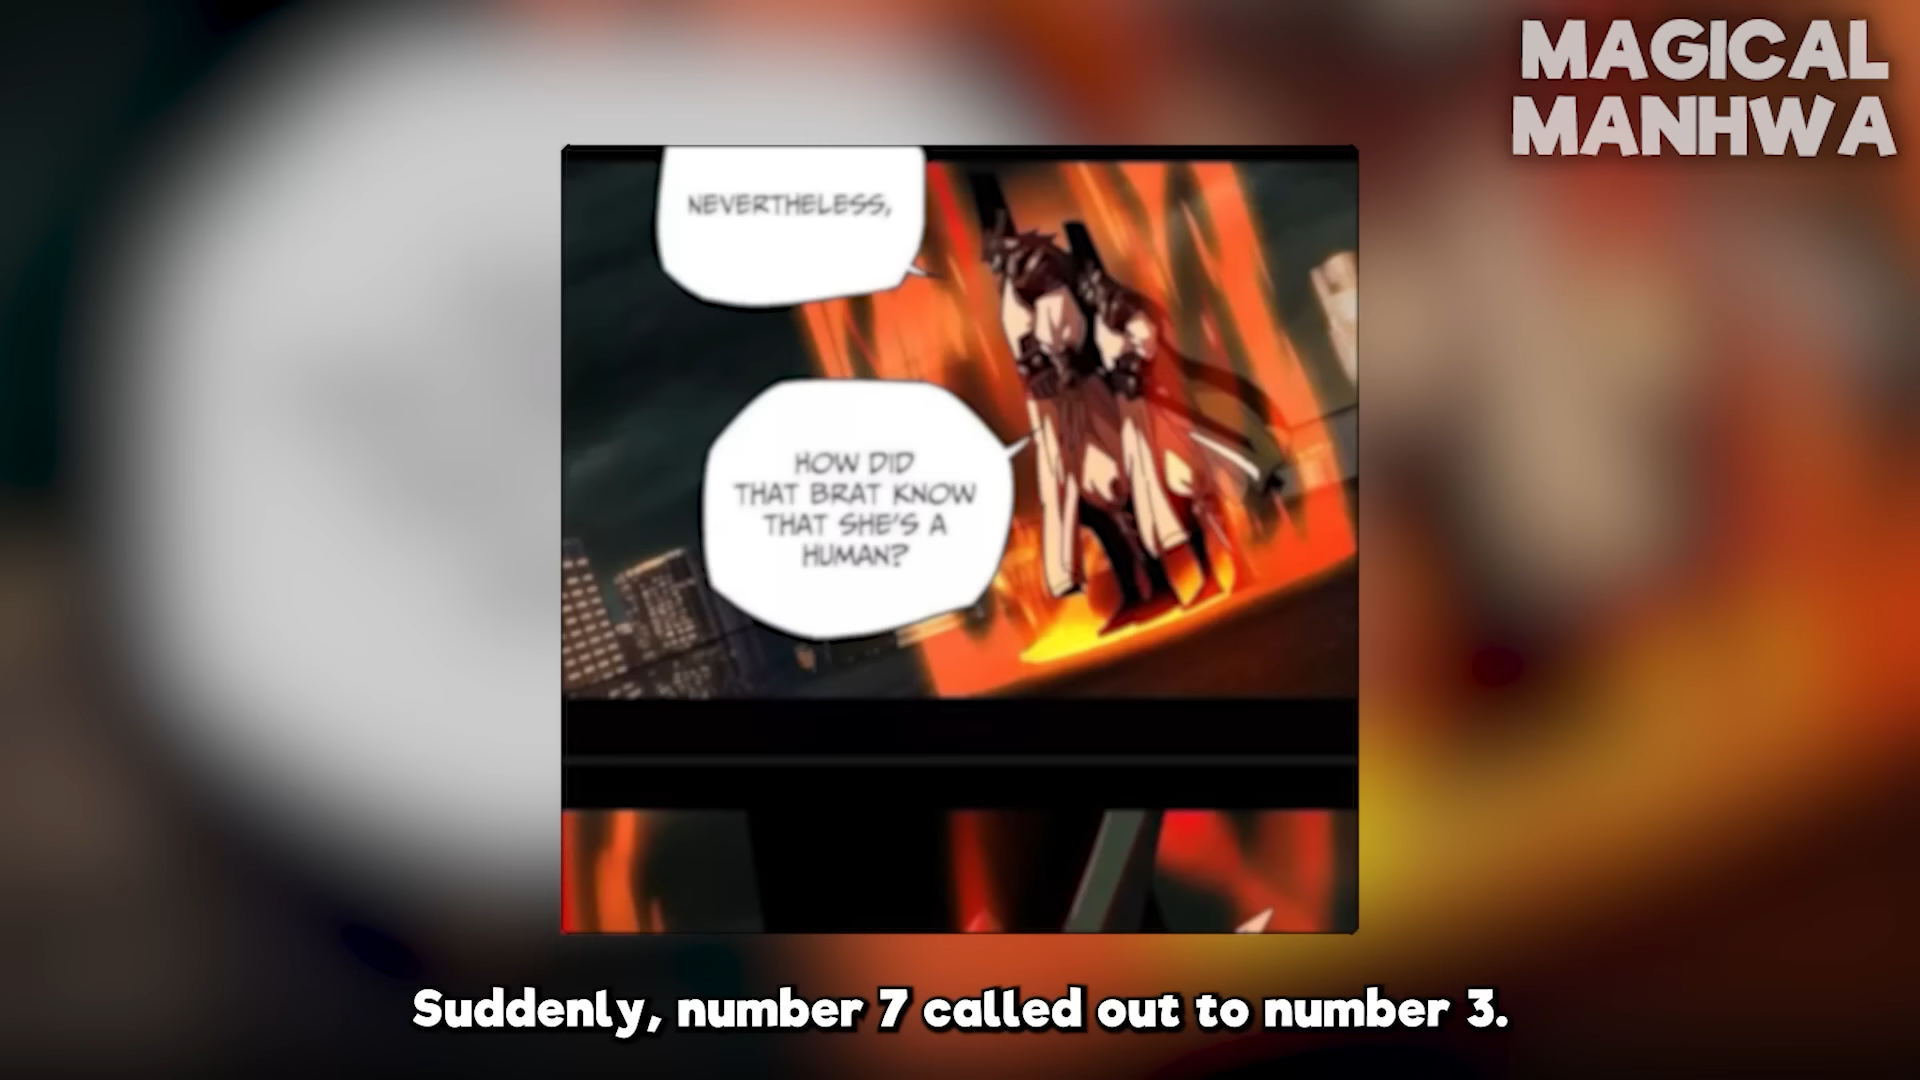 MAGICAL
MANHWA
NEVERTHELESS,
HOW DID
THAT BRAT KNOW
THAT SHE'S A
HUMAN?
Suddenly, number 7 called out to number 3.